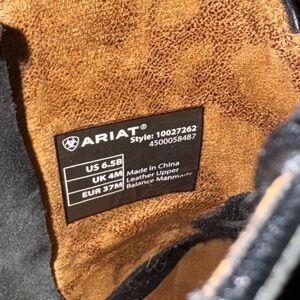 ARIAT®
Style: 10027262
4500058487
US 6.5B
UK 4M
EUR 37M
Made in China
Leather Upper
Balance Manmade